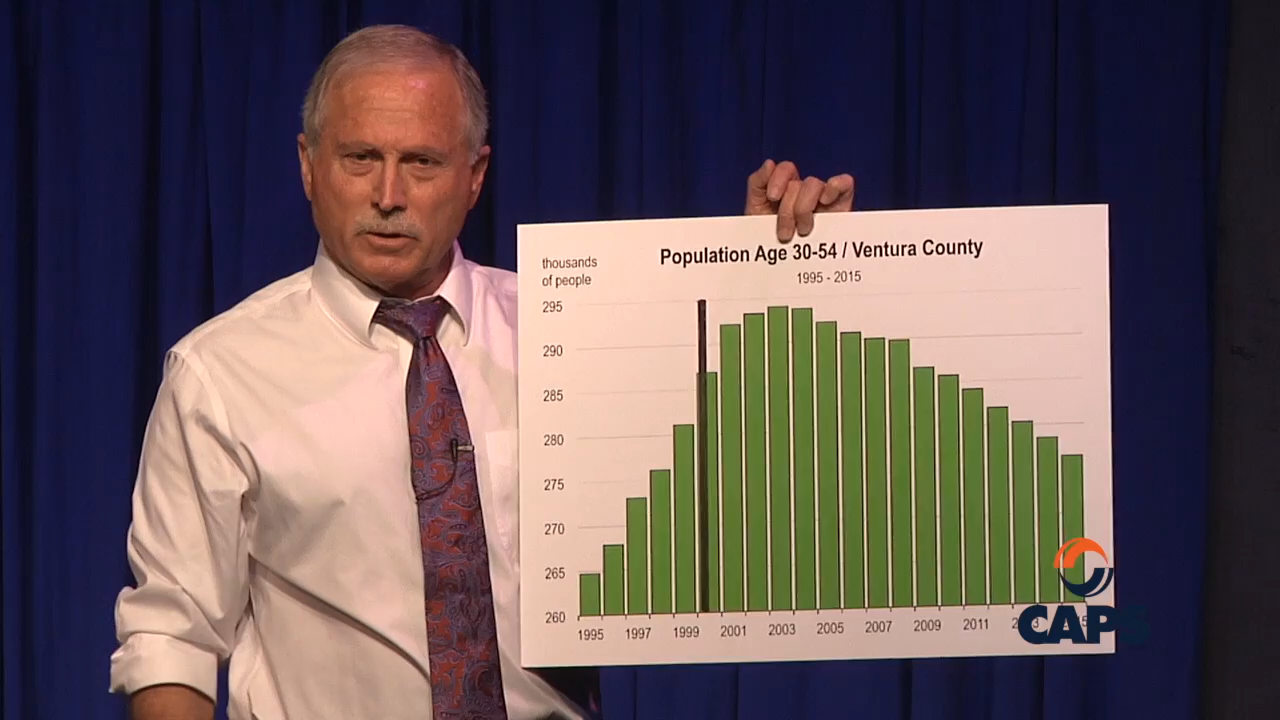 Population Age 30-54 / Ventura County
1995 - 2015
thousands
of people
295
290
285
280
275
270
265
260
1995 1997 1999 2001 2003 2005 2007 2009 2011
CAPS